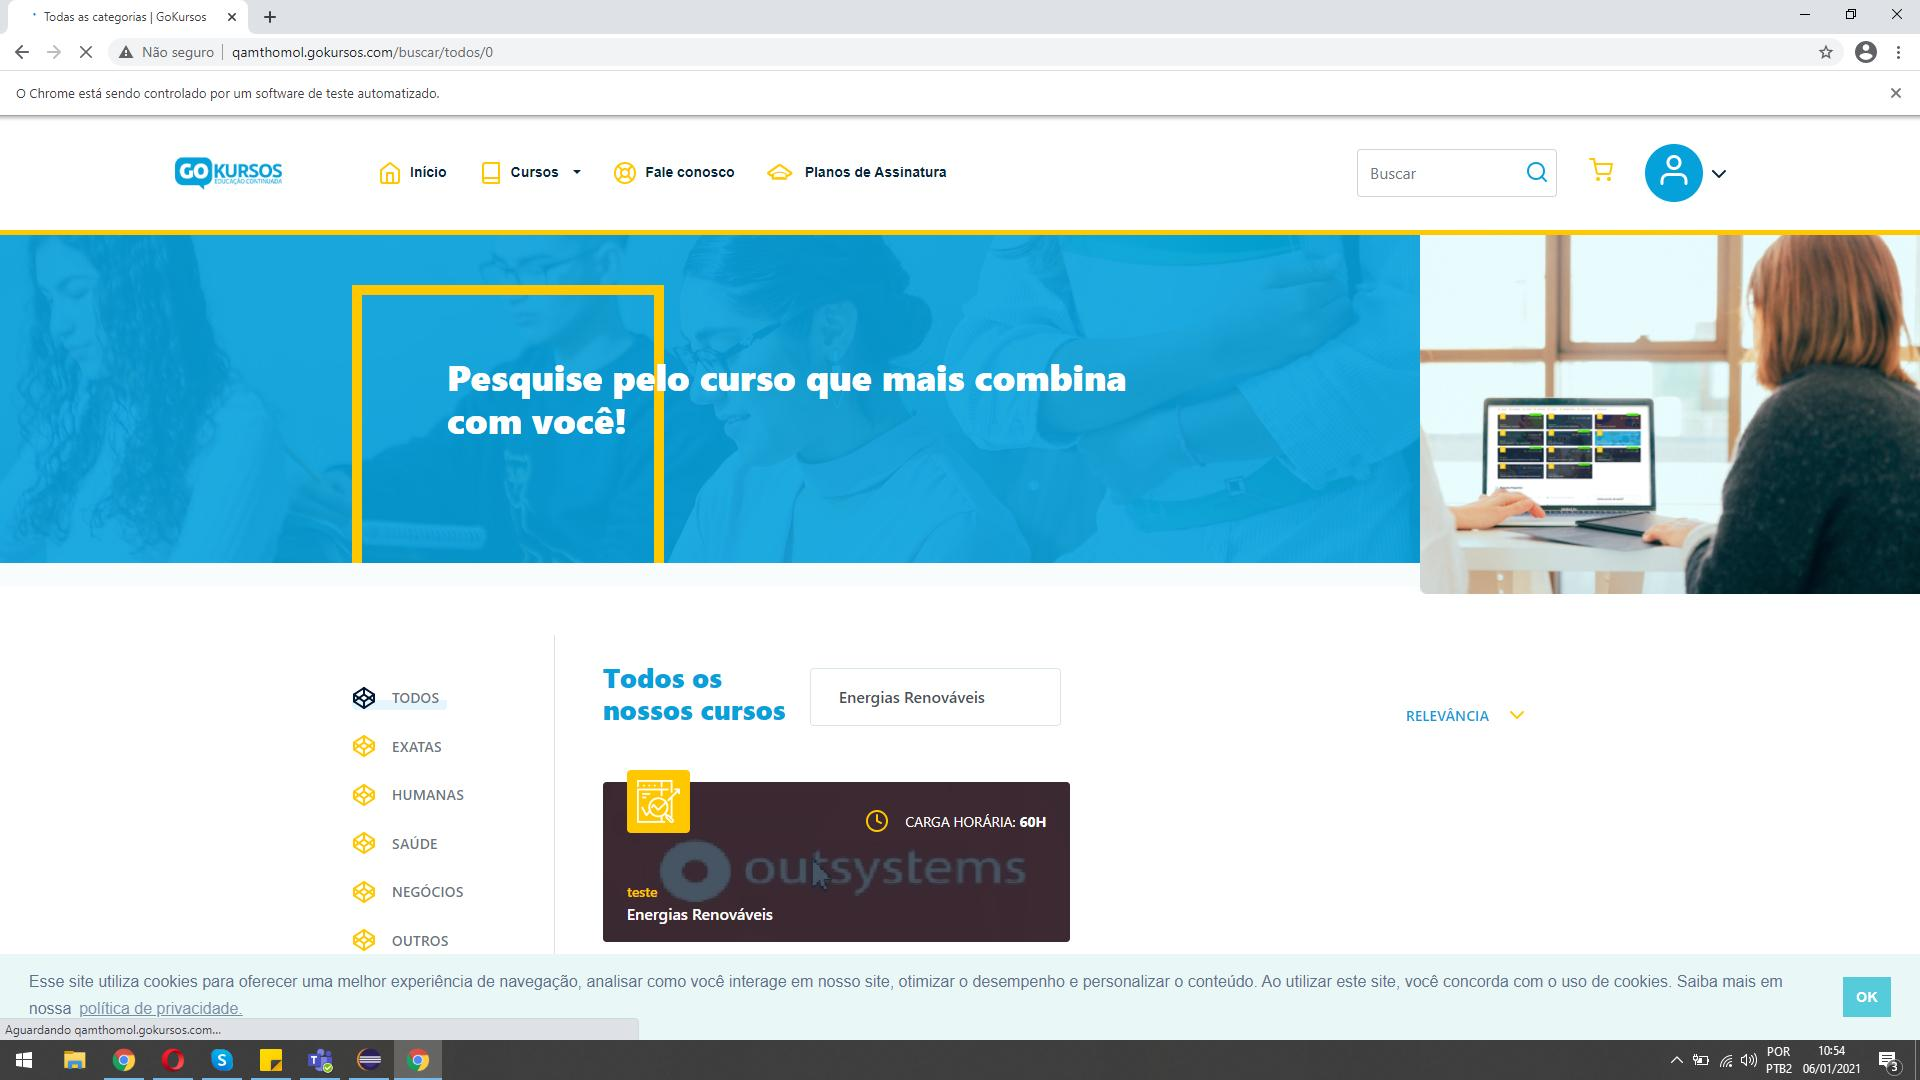 Todas as categorias | GoKursos
Não seguro
qamthomol.gokursos.com/buscar/todos/0
O Chrome está sendo controlado por um software de teste automatizado.
GO KURSOS
EDUCAÇÃO CONTINUADA
Início
Cursos
Fale conosco
Planos de Assinatura
Buscar
Pesquise pelo curso que mais combina
com você!
TODOS
EXATAS
HUMANAS
SAÚDE
NEGÓCIOS
OUTROS
Todos os
nossos cursos
Energias Renováveis
RELEVÂNCIA
CARGA HORÁRIA: 60H
outsystems
teste
Energias Renováveis
Esse site utiliza cookies para oferecer uma melhor experiência de navegação, analisar como você interage em nosso site, otimizar o desempenho e personalizar o conteúdo. Ao utilizar este site, você concorda com o uso de cookies. Saiba mais em
nossa política de privacidade.
OK
Aguardando qamthomol.gokursos.com...
POR
PTB2
10:54
06/01/2021
3